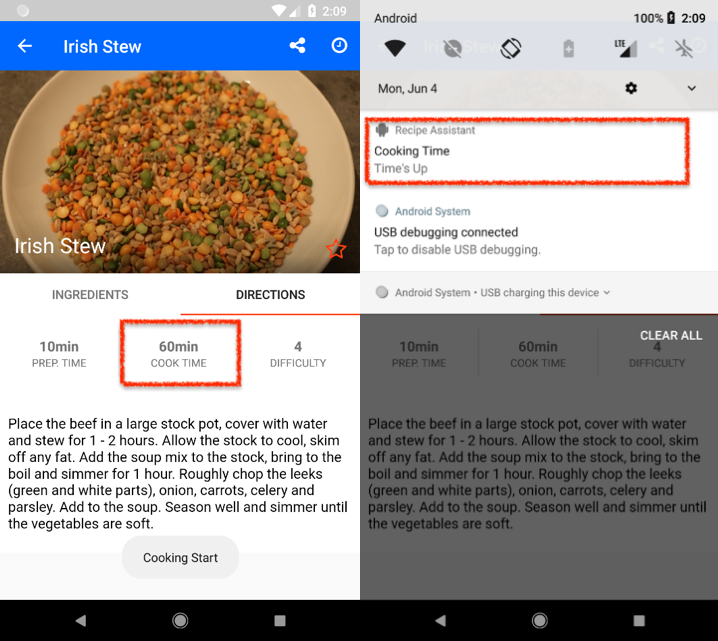 2:09
Irish Stew
Irish Stew
INGREDIENTS
DIRECTIONS
10min
PREP. TIME
60min
COOK TIME
4
DIFFICULTY
Place the beef in a large stock pot, cover with water
and stew for 1 - 2 hours. Allow the stock to cool, skim
off any fat. Add the soup mix to the stock, bring to the
boil and simmer for 1 hour. Roughly chop the leeks
(green and white parts), onion, carrots, celery and
parsley. Add to the soup. Season well and simmer until
the vegetables are soft.
Cooking Start
Android
100% 2:09
Irish Stew
LTE
Mon, Jun 4
Recipe Assistant
Cooking Time
Time's Up
Android System
USB debugging connected
Tap to disable USB debugging.
Android System • USB charging this device
CLEAR ALL
10min
PREP. TIME
60min
COOK TIME
4
DIFFICULTY
Place the beef in a large stock pot, cover with water
and stew for 1 - 2 hours. Allow the stock to cool, skim
off any fat. Add the soup mix to the stock, bring to the
boil and simmer for 1 hour. Roughly chop the leeks
(green and white parts), onion, carrots, celery and
parsley. Add to the soup. Season well and simmer until
the vegetables are soft.